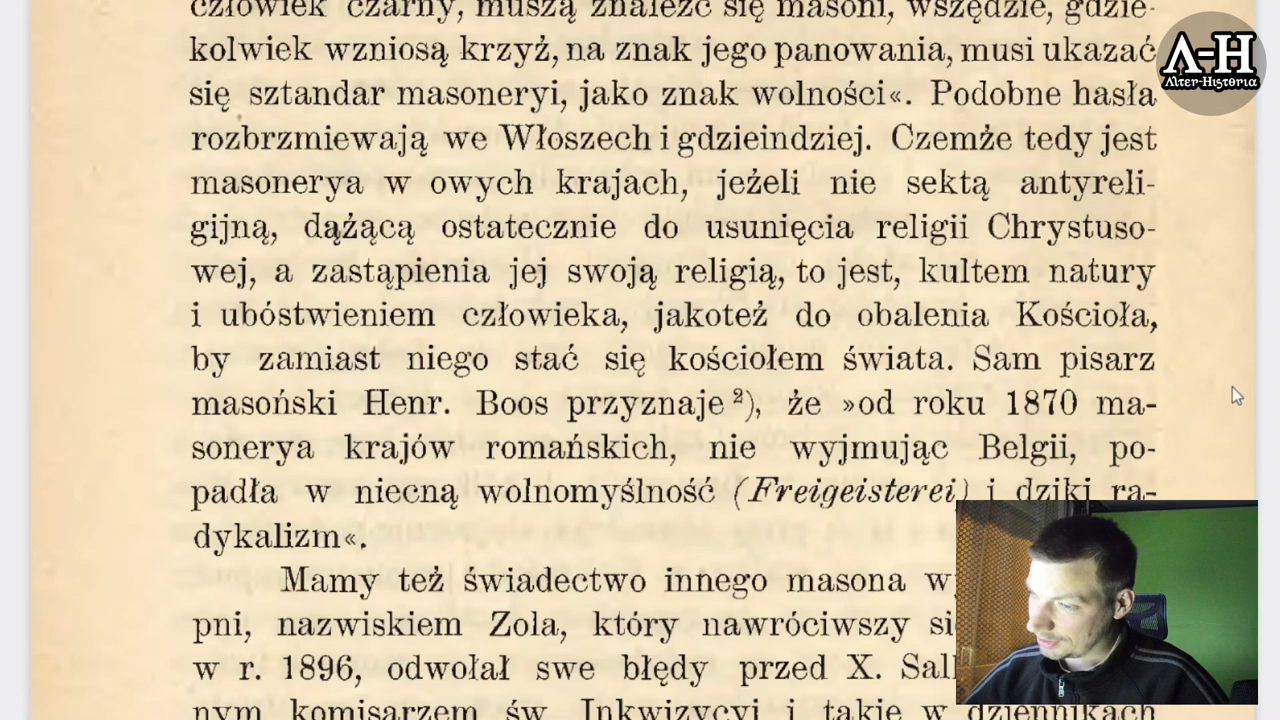 człowiek czarny, muszą znaleźć się masoni, wszędzie, gdzie-
kolwiek wzniosą krzyż, na znak jego panowania, musi ukazać
się sztandar masoneryi, jako znak wolności«. Podobne hasła
rozbrzmiewają we Włoszech i gdzieindziej. Czemże tedy jest
masonerya w owych krajach, jeżeli nie sektą antyreli-
gijną, dążącą ostatecznie do usunięcia religii Chrystuso-
wej, a zastąpienia jej swoją religią, to jest, kultem natury
i ubóstwieniem człowieka, jakoteż do obalenia Kościoła,
by zamiast niego stać się kościołem świata. Sam pisarz
masoński Henr. Boos przyznaje ²), że »od roku 1870 ma-
sonerya krajów romańskich, nie wyjmując Belgii, po-
padła w niecną wolnomyślność (Freigeisterei) i dziki ra-
dykalizm«.
Mamy też świadectwo innego masona
pni, nazwiskiem Zola, który nawróciwszy
w r. 1896, odwołał swe błędy przed X.
nym komisarzem św. Inkwizycyi i takie w dziennikach
Λ-H
Alter-Historia